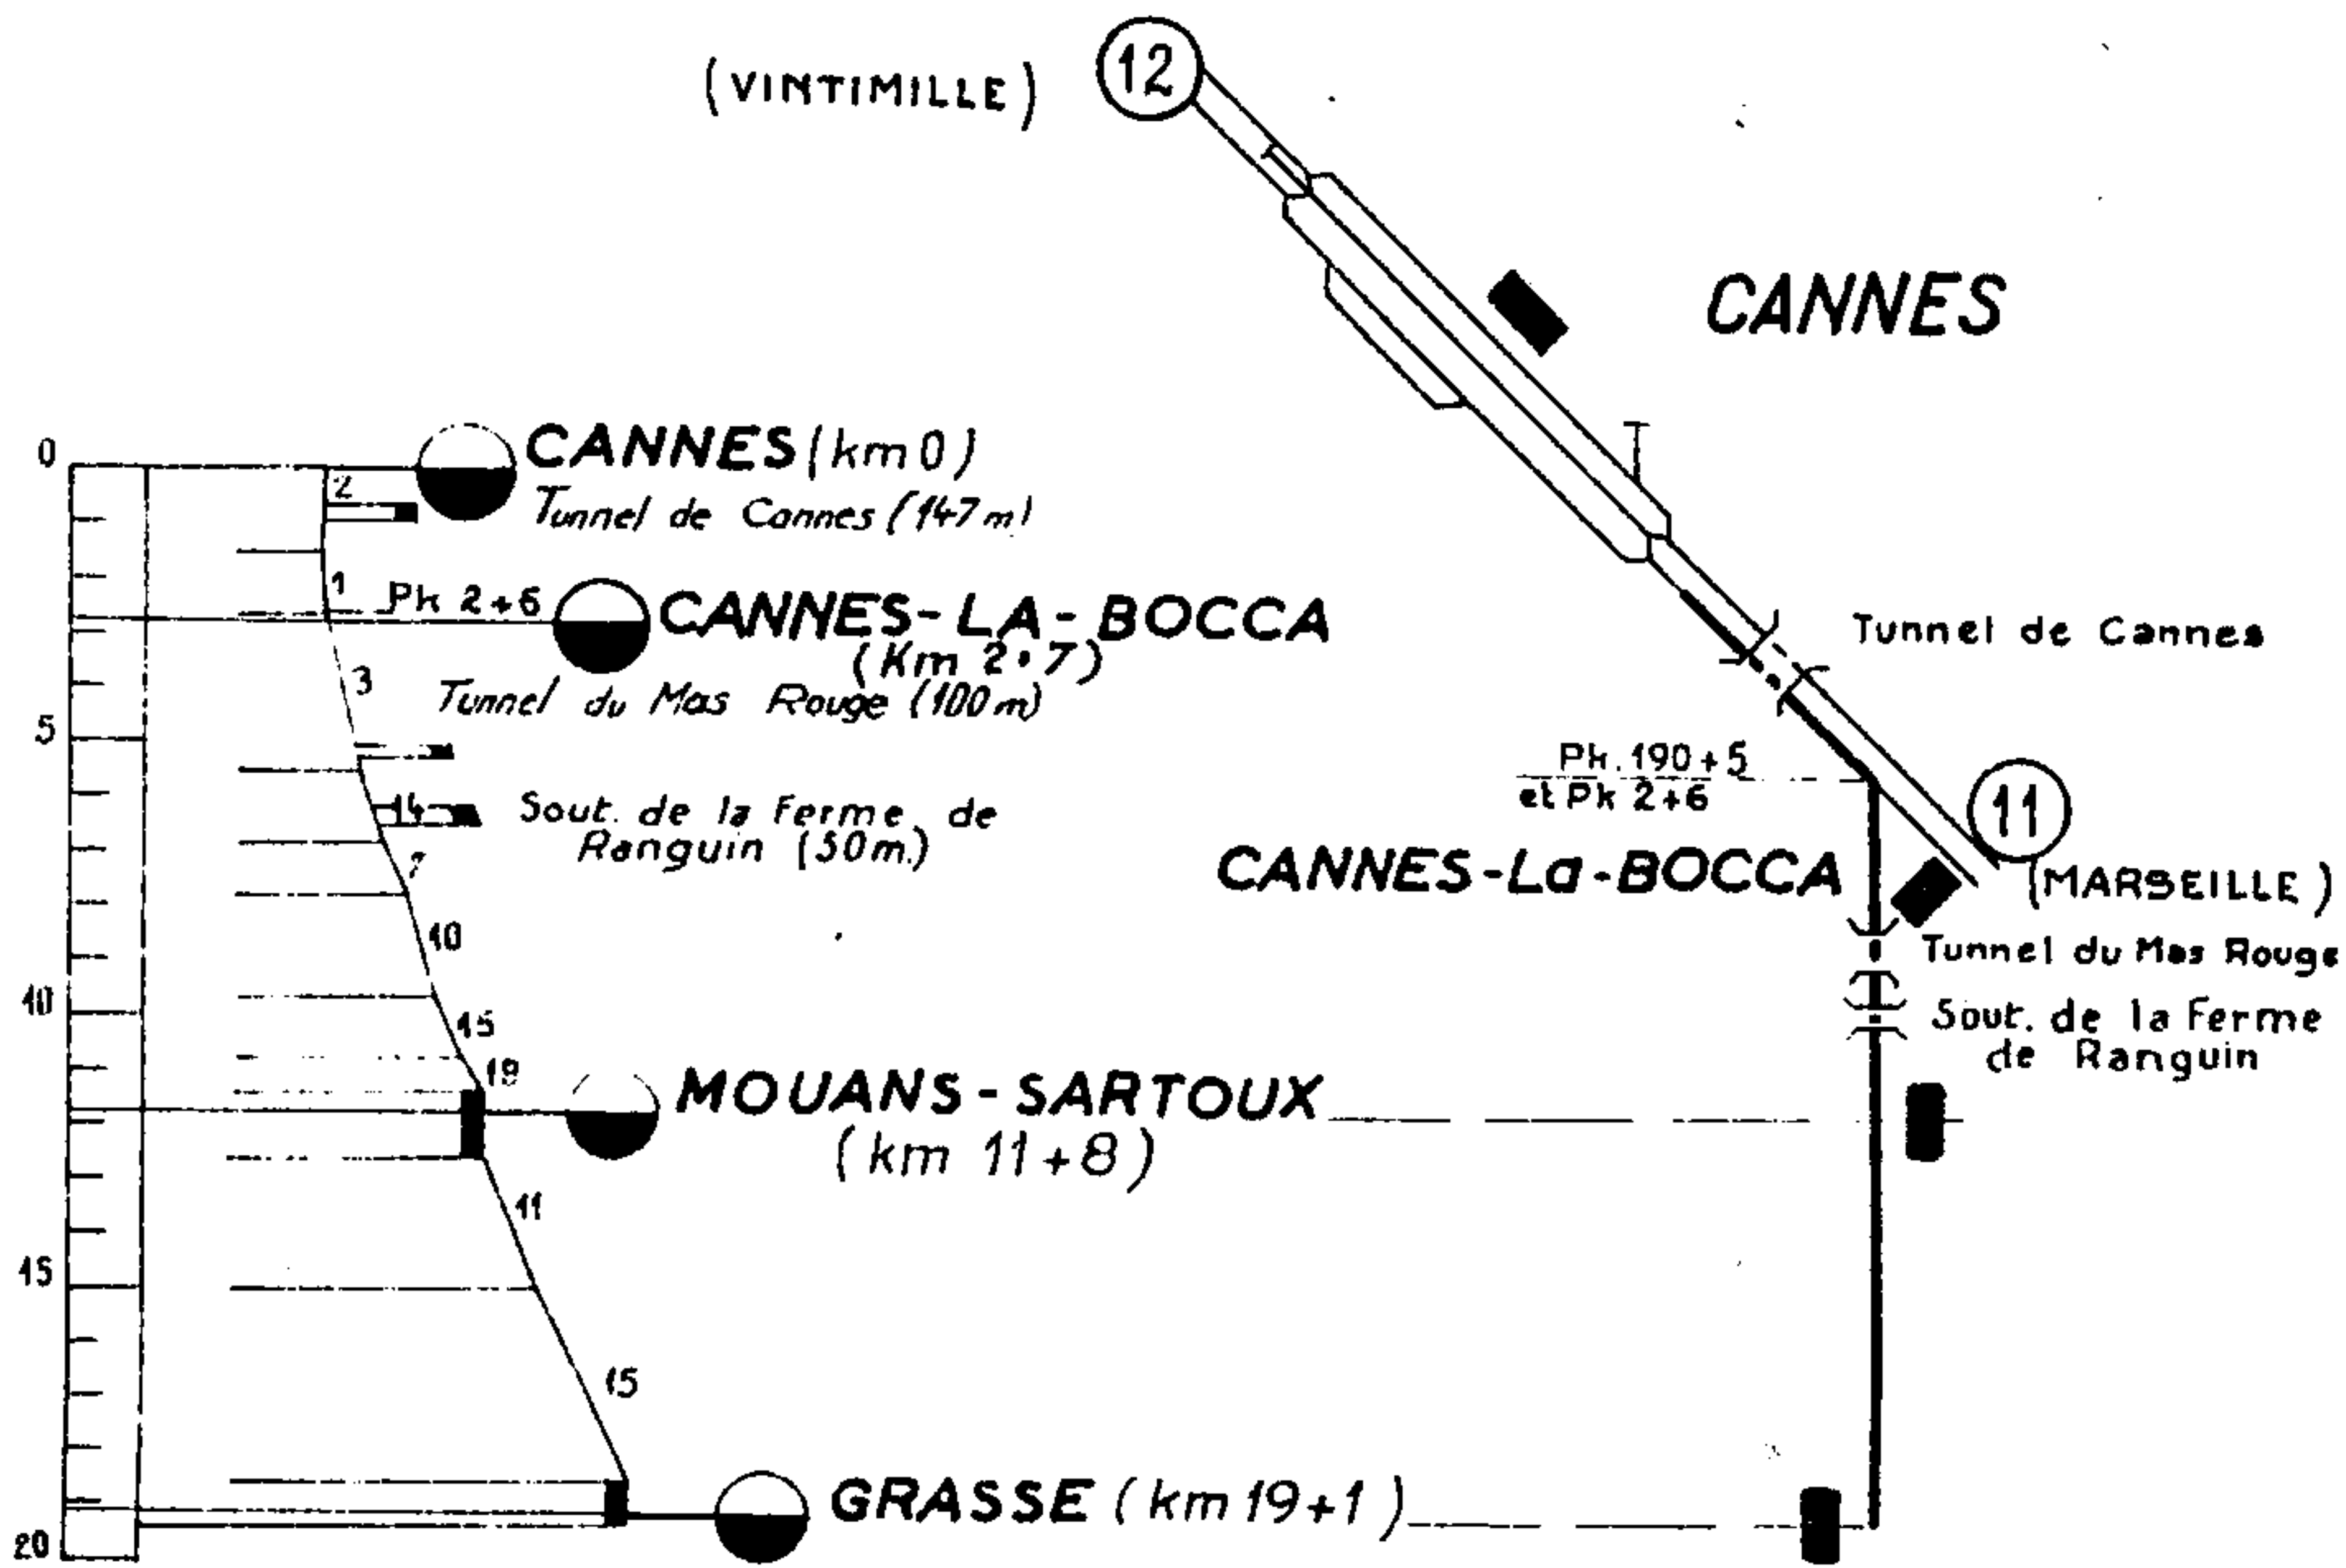 (VINTIMILLE)
12
CANNES
0
CANNES (km 0)
2
Tunnel de Cannes (147 m)
1
Pk 2+6
CANNES-LA-BOCCA
(Km 2•7)
Tunnel de Cannes
3
Tunnel du Mas Rouge (100 m)
5
Pk. 190+5
et Pk 2+6
11
14
Sout. de la Ferme de
Ranguin (50 m.)
7
CANNES-La-BOCCA
(MARSEILLE)
10
Tunnel du Mas Rouge
10
15
Sout. de la Ferme
de Ranguin
MOUANS-SARTOUX
(km 11+8)
11
15
15
GRASSE (km 19+1)
20